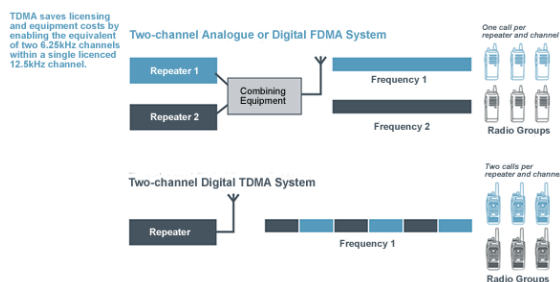 TDMA saves licensing
and equipment costs by
enabling the equivalent
of two 6.25kHz channels
within a single licenced
12.5kHz channel.
Two-channel Analogue or Digital FDMA System
One call per
repeater and channel
Repeater 1
Combining
Equipment
Repeater 2
Frequency 1
Frequency 2
Radio Groups
Two-channel Digital TDMA System
Two calls per
repeater and channel
Repeater
Frequency 1
Radio Groups